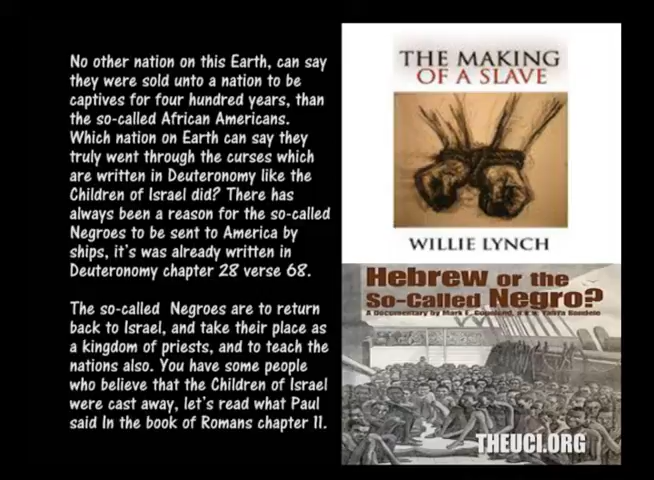 No other nation on this Earth, can say
they were sold unto a nation to be
captives for four hundred years, than
the so-called African Americans.
Which nation on Earth can say they
truly went through the curses which
are written in Deuteronomy like the
Children of Israel did? There has
always been a reason for the so-called
Negroes to be sent to America by
ships, it's was already written in
Deuteronomy chapter 28 verse 68.
The so-called Negroes are to return
back to Israel, and take their place as
a kingdom of priests, and to teach the
nations also. You have some people
who believe that the Children of Israel
were cast away, let's read what Paul
said In the book of Romans chapter 11.
THE MAKING
OF A SLAVE
WILLIE LYNCH
Hebrew or the
So-Called Negro?
A Documentary by Mark E.
THEUCI.ORG